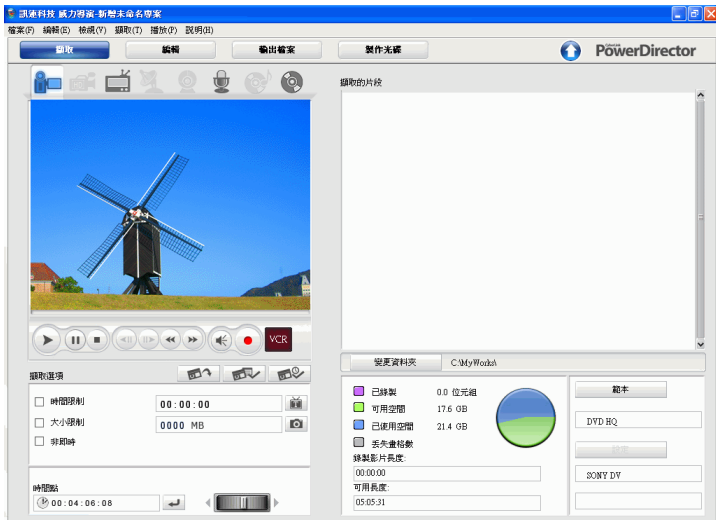 訊連科技 威力導演-新增未命名專案
檔案(F) 編輯(E) 檢視(V) 擷取(T) 播放(P) 說明(H)
擷取 編輯 輸出檔案 製作光碟
PowerDirector
擷取的片段
VCR
變更資料夾 C:\MyWorks\
擷取選項
時間限制 00:00:00
大小限制 0000 MB
非即時
時間點
00:04:06:08
已錄製 0.0 位元組
可用空間 17.6 GB
已使用空間 21.4 GB
丟失畫格數
錄製影片長度:
00:00:00
可用長度:
05:05:31
範本
DVD HQ
SONY DV